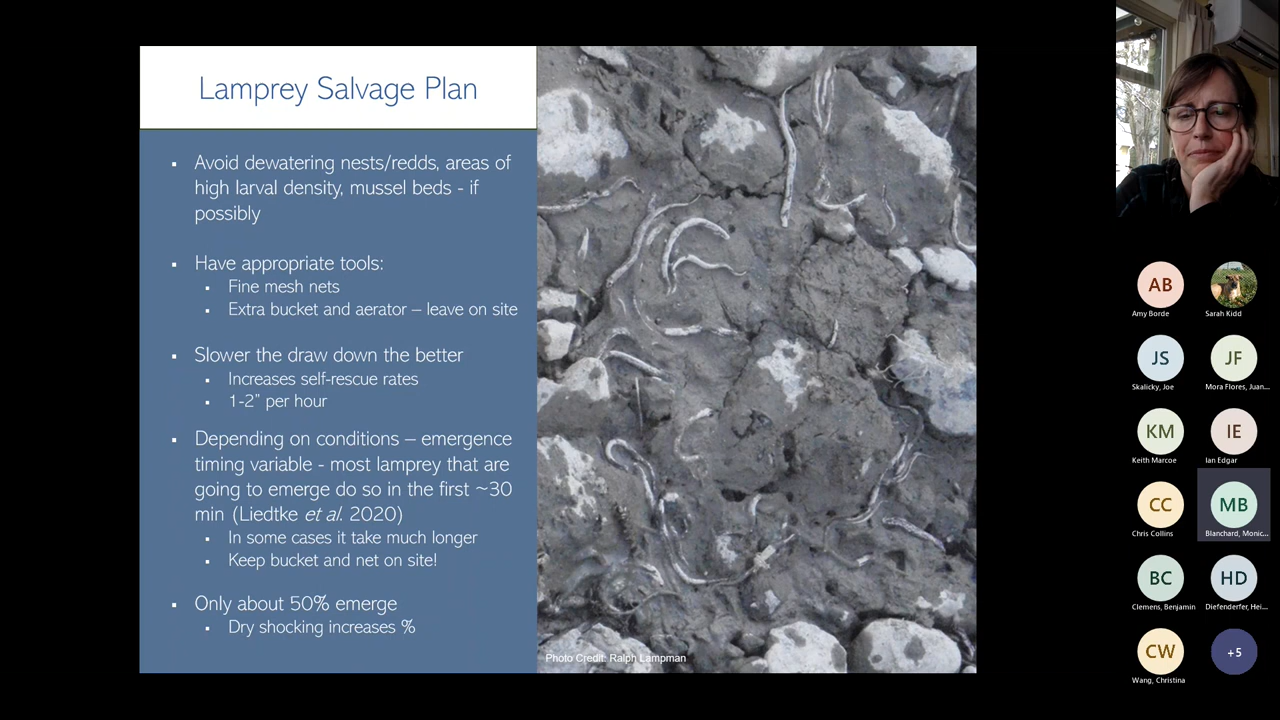 Lamprey Salvage Plan
▪ Avoid dewatering nests/redds, areas of
high larval density, mussel beds - if
possibly
▪ Have appropriate tools:
▪ Fine mesh nets
▪ Extra bucket and aerator – leave on site
▪ Slower the draw down the better
▪ Increases self-rescue rates
▪ 1-2” per hour
▪ Depending on conditions – emergence
timing variable - most lamprey that are
going to emerge do so in the first ~30
min (Liedtke et al. 2020)
▪ In some cases it take much longer
▪ Keep bucket and net on site!
▪ Only about 50% emerge
▪ Dry shocking increases %
Photo Credit: Ralph Lampman
AB
Amy Borde
Sarah Kidd
JS
Skalicky, Joe
JF
Mora Flores, Juan...
KM
Keith Marcoe
IE
Ian Edgar
CC
Chris Collins
MB
Blanchard, Monic...
BC
Clemens, Benjamin
HD
Diefenderfer, Hei...
CW
Wang, Christina
+5